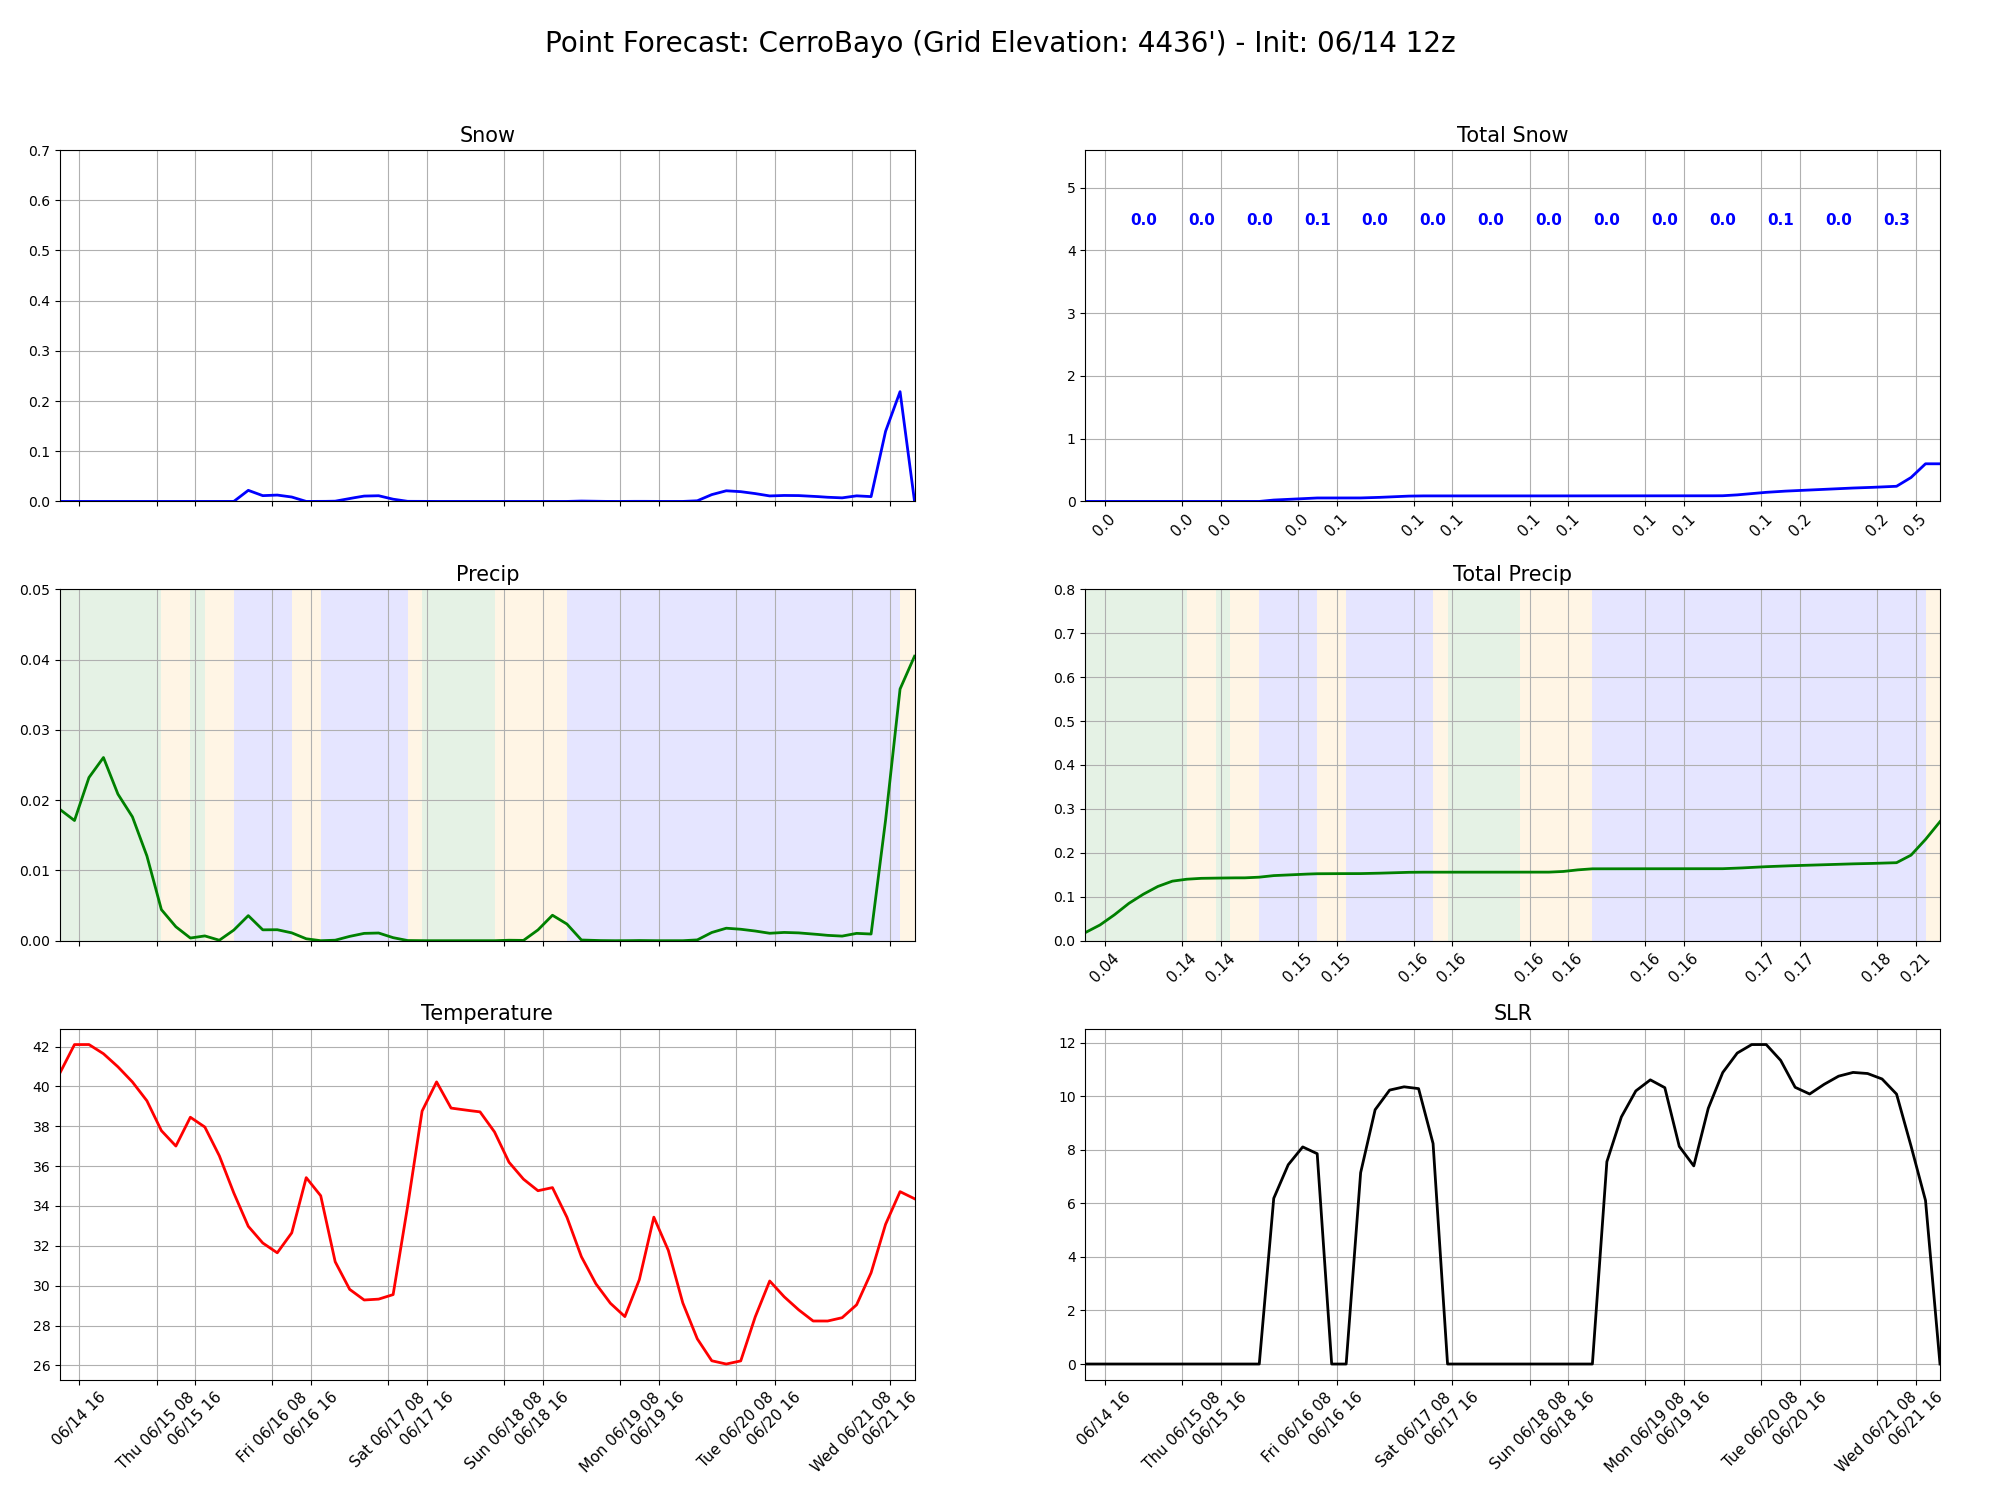 Point Forecast: CerroBayo (Grid Elevation: 4436') - Init: 06/14 12z
Snow
0.7
0.6
0.5
0.4
0.3
0.2
0.1
0.0
Total Snow
5
4
3
2
1
0
0.0 0.0 0.0 0.1 0.0 0.0 0.0 0.0 0.0 0.0 0.0 0.1 0.0 0.3
0.0 0.0 0.0 0.0 0.1 0.1 0.1 0.1 0.1 0.1 0.1 0.1 0.2 0.2 0.5
Precip
0.05
0.04
0.03
0.02
0.01
0.00
Total Precip
0.8
0.7
0.6
0.5
0.4
0.3
0.2
0.1
0.0
0.04 0.14 0.14 0.15 0.15 0.16 0.16 0.16 0.16 0.16 0.16 0.17 0.17 0.18 0.21
Temperature
42
40
38
36
34
32
30
28
26
06/14 16
Thu 06/15 08
06/15 16
Fri 06/16 08
06/16 16
Sat 06/17 08
06/17 16
Sun 06/18 08
06/18 16
Mon 06/19 08
06/19 16
Tue 06/20 08
06/20 16
Wed 06/21 08
06/21 16
SLR
12
10
8
6
4
2
0
06/14 16
Thu 06/15 08
06/15 16
Fri 06/16 08
06/16 16
Sat 06/17 08
06/17 16
Sun 06/18 08
06/18 16
Mon 06/19 08
06/19 16
Tue 06/20 08
06/20 16
Wed 06/21 08
06/21 16